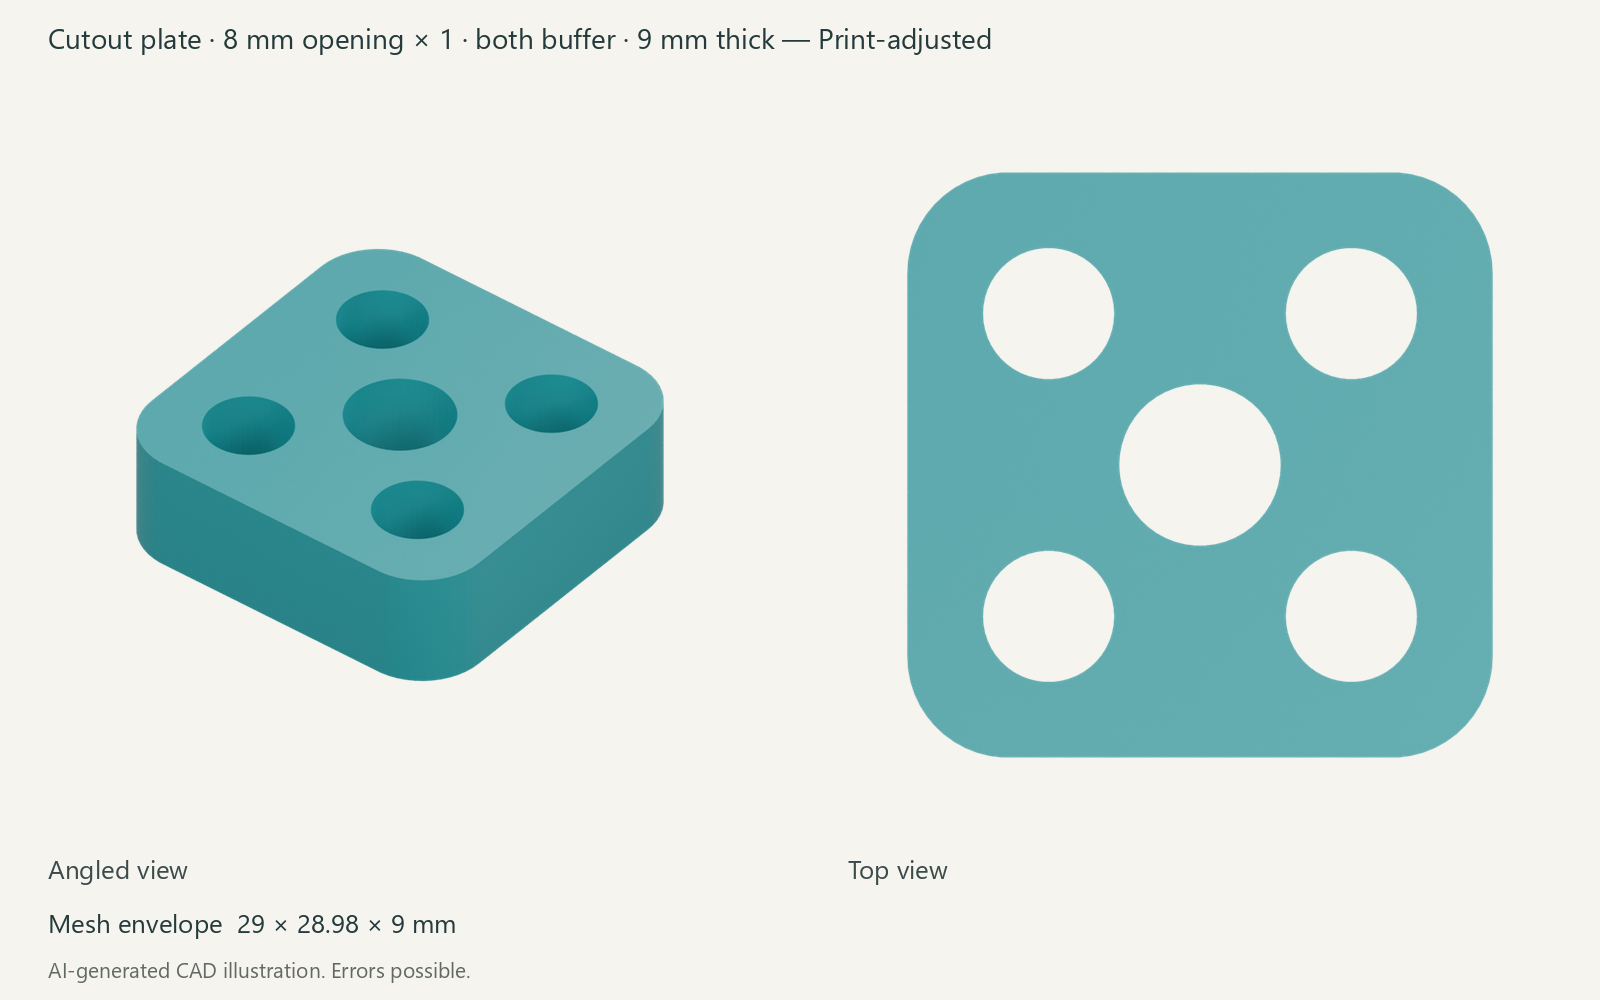 Cutout plate · 8 mm opening × 1 · both buffer · 9 mm thick — Print-adjusted
Angled view
Top view
Mesh envelope 29 × 28.98 × 9 mm
AI-generated CAD illustration. Errors possible.